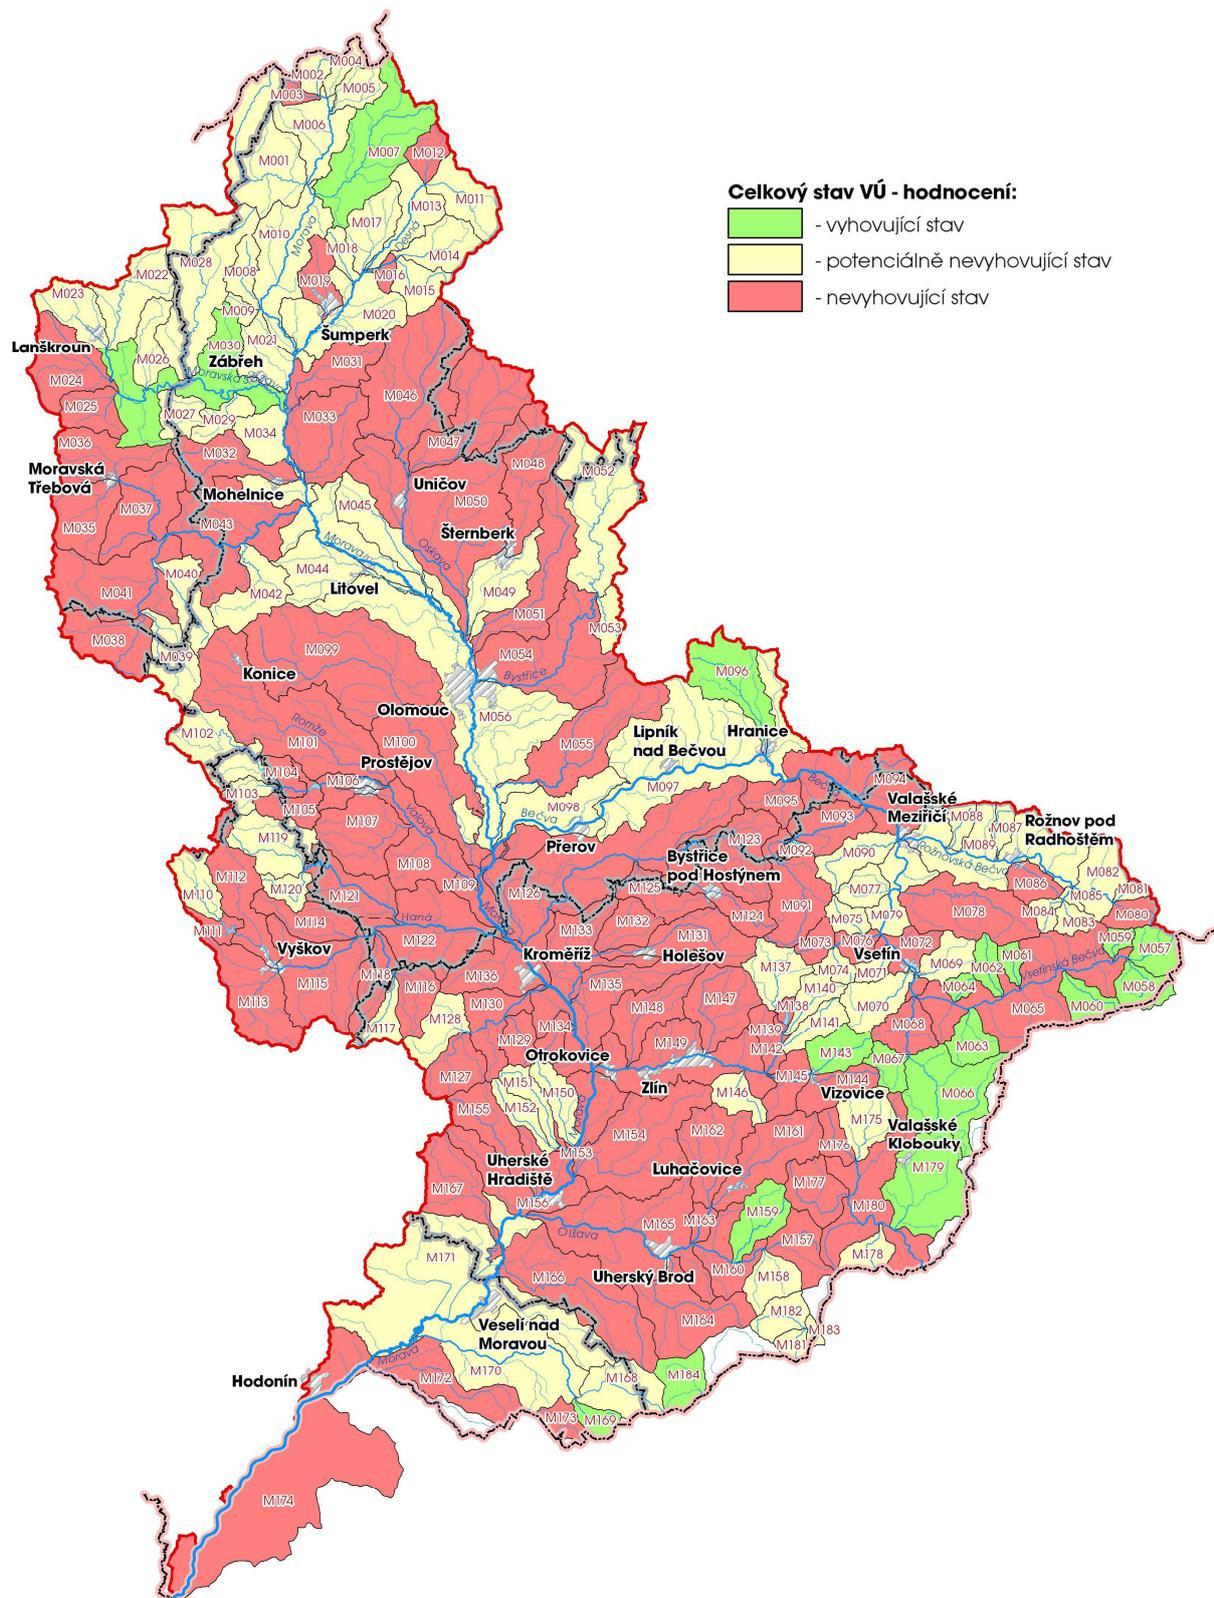 Celkový stav VÚ - hodnocení:
- vyhovující stav
- potenciálně nevyhovující stav
- nevyhovující stav
M004
M002
M003
M005
M006
M007
M012
M001
M011
M013
M017
M010
Morava
Desná
M018
M014
M028
M008
M022
M016
M019
M015
M023
M009
M020
Šumperk
M021
M030
Lanškroun
M026
Zábřeh
M031
Moravská Sázava
M024
M046
M025
M027
M029
M033
M034
M036
M047
M032
M048
M052
Moravská
Třebová
Mohelnice
Uničov
M045
M050
M037
M035
M043
Šternberk
Morava
Oskava
M040
M044
M041
M042
Litovel
M049
M051
M053
M038
M099
M054
M039
Konice
Bystřice
M096
Olomouc
M056
Romže
M102
M101
M100
M055
Lipník
nad Bečvou
Hranice
Prostějov
M104
M106
M094
M103
M097
M095
Valašské
Meziříčí
M105
M098
M107
Valová
Bečva
M093
M088
M087
Rožnov pod
Radhoštěm
M119
M123
M089
Přerov
M092
M090
Rožnovská Bečva
Bystřice
pod Hostýnem
M108
M112
M109
M126
M125
M086
M082
M110
M120
M121
M077
M085
M081
M091
M084
M080
M111
M114
Haná
M132
M124
M075
M079
M078
M083
M133
M131
M122
M073
M076
M072
M059
M057
Vyškov
Kroměříž
Holešov
Vsetín
M061
M069
M062
Vsetínská Bečva
M137
M074
M071
M118
M136
M115
M116
M135
M140
M064
M058
M113
M130
M148
M147
M138
M070
M065
M060
M128
M141
M068
M117
M134
M139
M129
M149
M142
M143
M063
Otrokovice
M067
M127
M145
M144
M151
Zlín
M146
Vizovice
M066
M150
M155
M152
M175
Valašské
Klobouky
Morava
M154
M162
M161
M176
M153
Uherské
Hradiště
Luhačovice
M179
M167
M177
M156
M159
M180
M165
M163
Olšava
M157
M171
M178
M160
M166
Uherský Brod
M158
M182
M164
Veselí nad
Moravou
M183
M181
Morava
M170
M172
M168
M184
Hodonín
M173
M169
M174